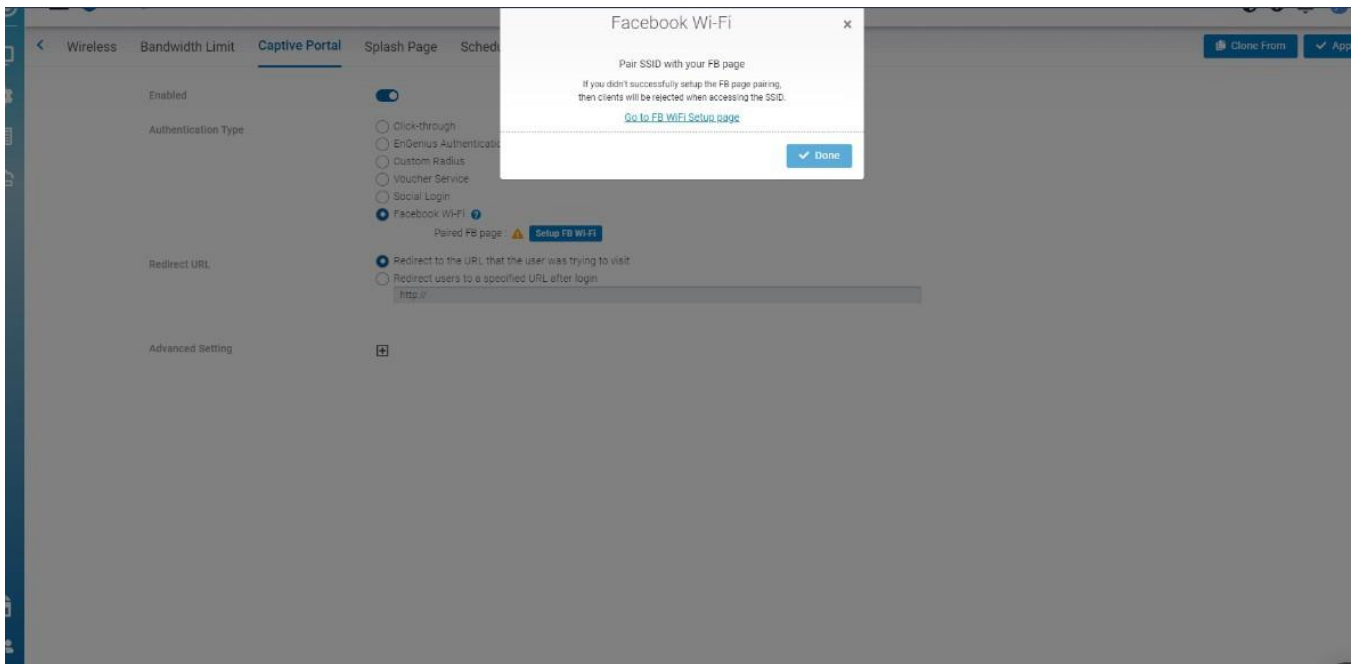 Facebook Wi-Fi
Wireless Bandwidth Limit Captive Portal Splash Page Clone From
Pair SSID with your FB page
If you didn't successfully setup the FB page pairing,
then clients will be rejected when accessing the SSID.
Go to FB WiFi Setup page
Done
Enabled
Authentication Type
Click-through
EnGenius
Custom Radius
Voucher Service
Social Login
Facebook Wi-Fi
Paired FB page : Setup FB Wi-Fi
Redirect URL
Redirect to the URL that the user was trying to visit
Redirect users to a specified URL after login
http://
Advanced Setting